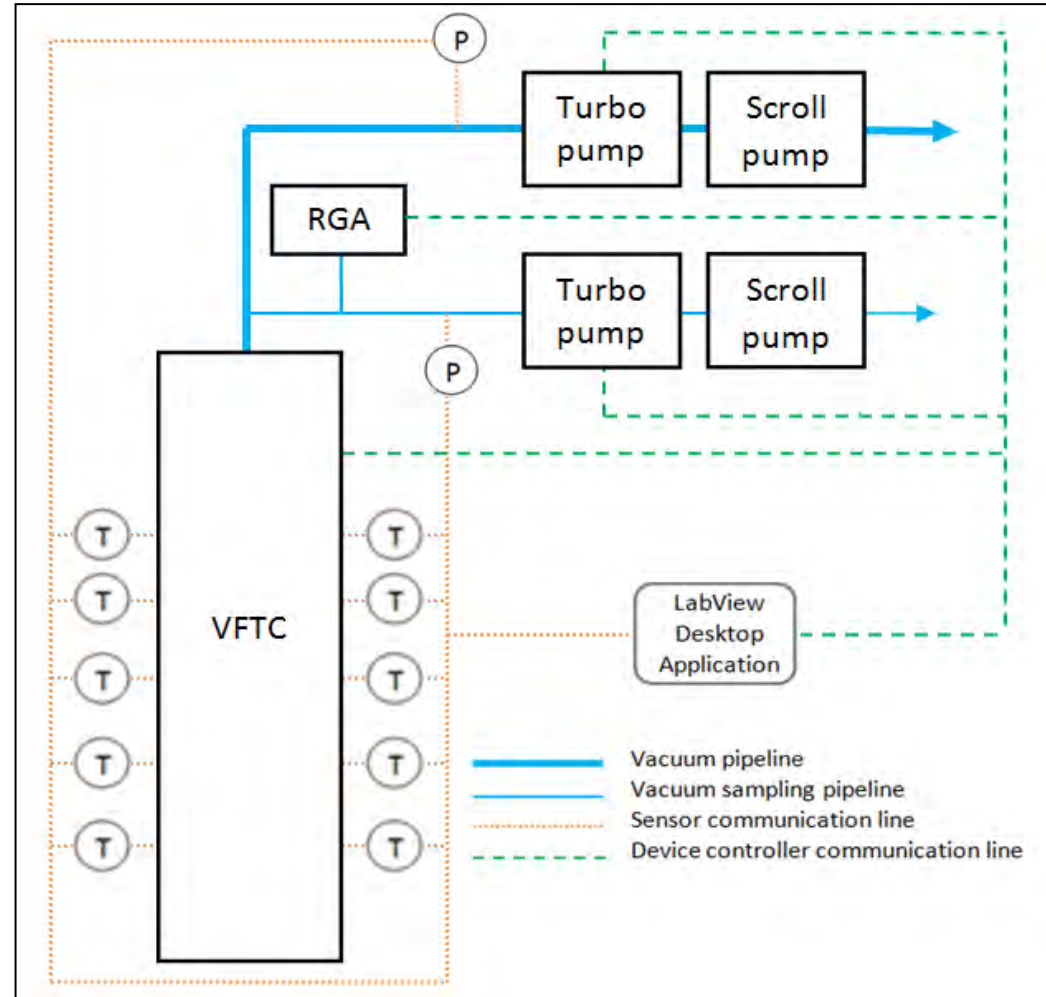 P
Turbo
pump
Scroll
pump
RGA
Turbo
pump
Scroll
pump
P
T
T
T
T
T
T
T
T
T
T
VFTC
LabView
Desktop
Application
Vacuum pipeline
Vacuum sampling pipeline
Sensor communication line
Device controller communication line